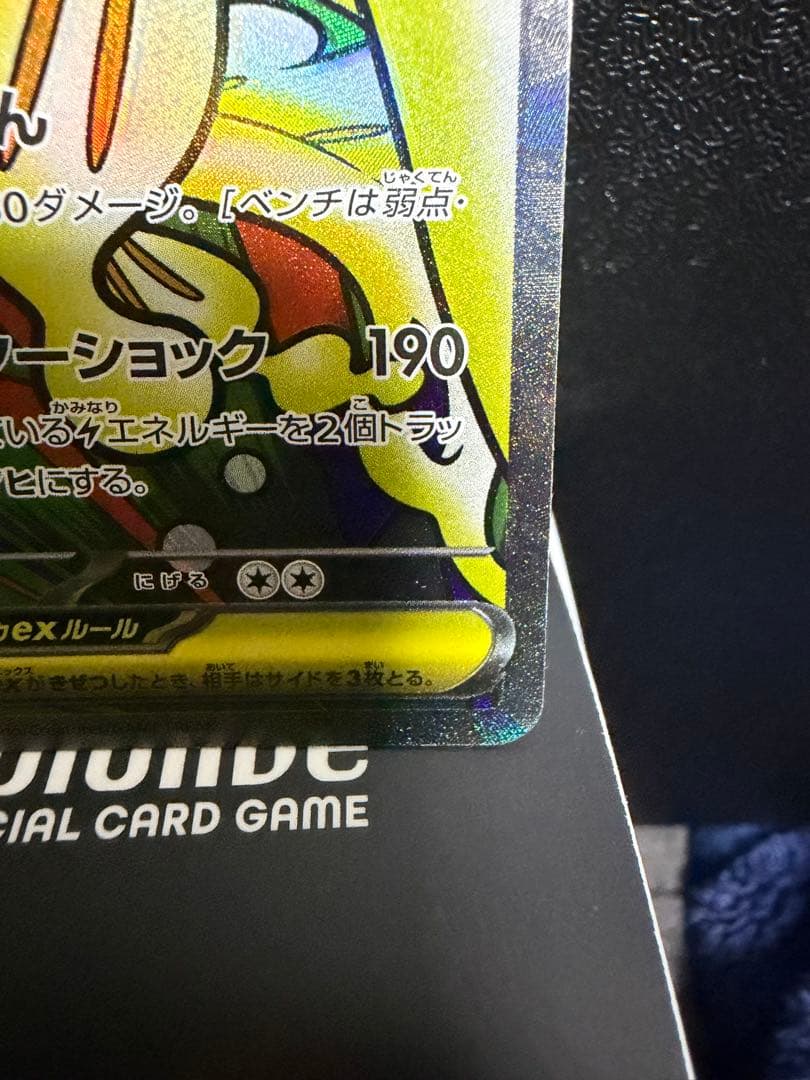 ん
0ダメージ。[ベンチは弱点・
じゃくてん
ーショック 190
かみなり こ
いるエネルギーを2個トラッ
ヒにする。
にげる
exルール
あいて まい
がきぜつしたとき、相手はサイドを3枚とる。
CIAL CARD GAME